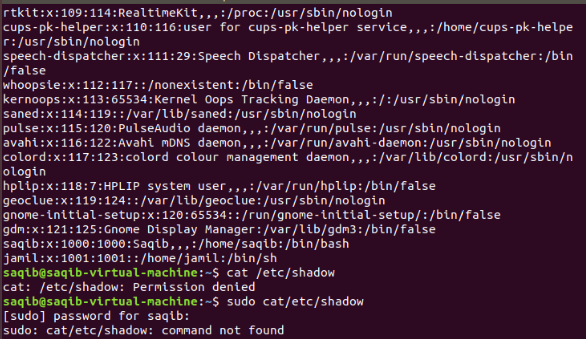 rtkit:x:109:114:RealtimeKit,,,:/proc:/usr/sbin/nologin
cups-pk-helper:x:110:116:user for cups-pk-helper service,,,:/home/cups-pk-helpe
r:/usr/sbin/nologin
speech-dispatcher:x:111:29:Speech Dispatcher,,,:/var/run/speech-dispatcher:/bin
/false
whoopsie:x:112:117::/nonexistent:/bin/false
kernoops:x:113:65534:Kernel Oops Tracking Daemon,,,:/:/usr/sbin/nologin
saned:x:114:119::/var/lib/saned:/usr/sbin/nologin
pulse:x:115:120:PulseAudio daemon,,,:/var/run/pulse:/usr/sbin/nologin
avahi:x:116:122:Avahi mDNS daemon,,,:/var/run/avahi-daemon:/usr/sbin/nologin
colord:x:117:123:colord colour management daemon,,,:/var/lib/colord:/usr/sbin/n
ologin
hplip:x:118:7:HPLIP system user,,,:/var/run/hplip:/bin/false
geoclue:x:119:124::/var/lib/geoclue:/usr/sbin/nologin
gnome-initial-setup:x:120:65534::/run/gnome-initial-setup/:/bin/false
gdm:x:121:125:Gnome Display Manager:/var/lib/gdm3:/bin/false
saqib:x:1000:1000:Saqib,,,:/home/saqib:/bin/bash
jamil:x:1001:1001::/home/jamil:/bin/sh
saqib@saqib-virtual-machine:~$ cat /etc/shadow
cat: /etc/shadow: Permission denied
saqib@saqib-virtual-machine:~$ sudo cat/etc/shadow
[sudo] password for saqib:
sudo: cat/etc/shadow: command not found